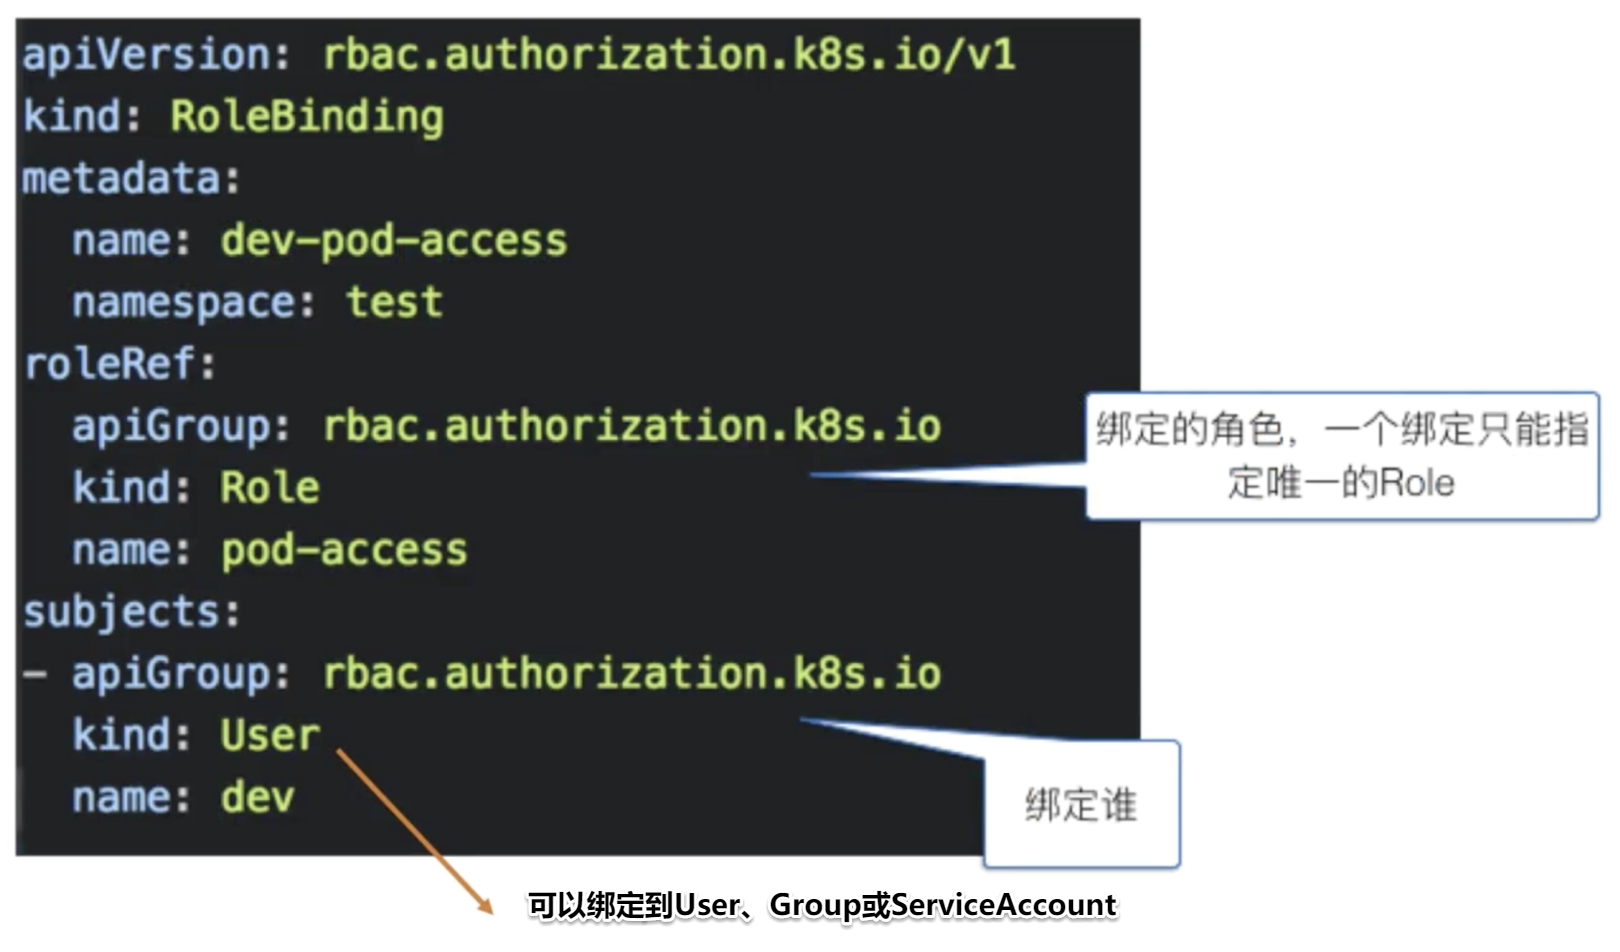 apiVersion: rbac.authorization.k8s.io/v1
kind: RoleBinding
metadata:
  name: dev-pod-access
  namespace: test
roleRef:
  apiGroup: rbac.authorization.k8s.io
  kind: Role
  name: pod-access
绑定的角色，一个绑定只能指
定唯一的Role
subjects:
- apiGroup: rbac.authorization.k8s.io
  kind: User
  name: dev
绑定谁
可以绑定到User、Group或ServiceAccount